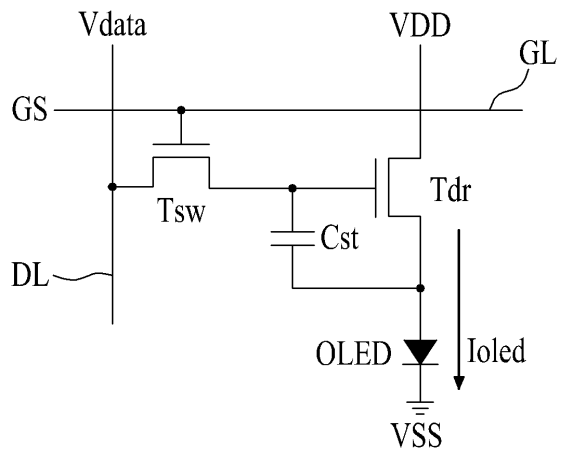 Vdata
VDD
GL
GS
Tdr
Tsw
Cst
DL
OLED
Ioled
VSS